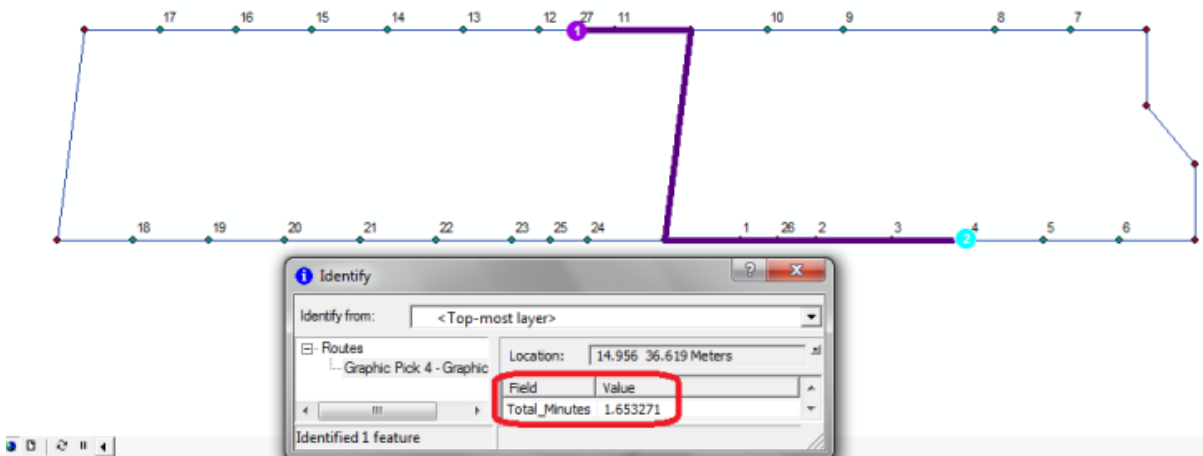 17 16 15 14 13 12 27 11 10 9 8 7
1
18 19 20 21 22 23 25 24 1 26 2 3 4 5 6
2
Identify
Identify from: <Top-most layer>
Routes
Graphic Pick 4 - Graphic
Location: 14.956 36.619 Meters
Field Value
Total_Minutes 1.653271
Identified 1 feature